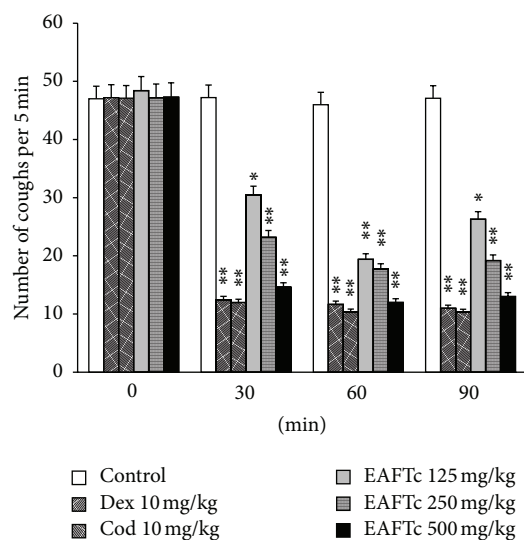 60
50
40
30
20
10
0
Number of coughs per 5 min
* ** ** ** **
** ** ** ** **
* ** ** ** **
0 30 60 90
(min)
Control
Dex 10 mg/kg
Cod 10 mg/kg
EAFTc 125 mg/kg
EAFTc 250 mg/kg
EAFTc 500 mg/kg